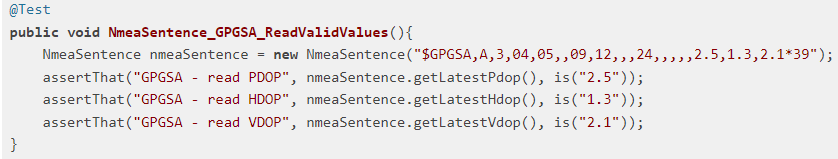 @Test
public void NmeaSentence_GPGSA_ReadValidValues(){
    NmeaSentence nmeaSentence = new NmeaSentence("$GPGSA,A,3,04,05,,09,12,,,24,,,,,2.5,1.3,2.1*39");
    assertThat("GPGSA - read PDOP", nmeaSentence.getLatestPdop(), is("2.5"));
    assertThat("GPGSA - read HDOP", nmeaSentence.getLatestHdop(), is("1.3"));
    assertThat("GPGSA - read VDOP", nmeaSentence.getLatestVdop(), is("2.1"));
}